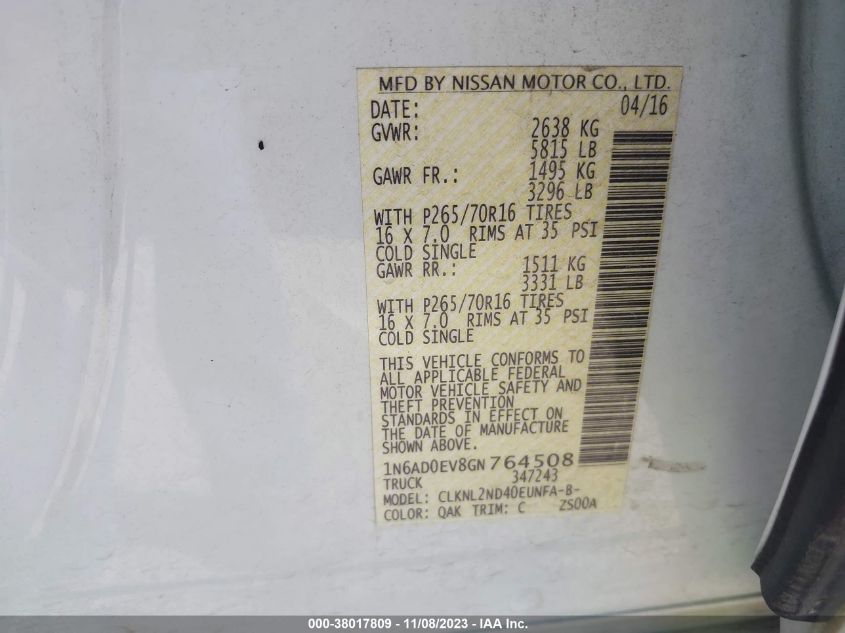 MFD BY NISSAN MOTOR CO., LTD.
DATE: 04/16
GVWR: 2638 KG
5815 LB
GAWR FR.: 1495 KG
3296 LB
WITH P265/70R16 TIRES
16 X 7.0 RIMS AT 35 PSI
COLD SINGLE
GAWR RR.: 1511 KG
3331 LB
WITH P265/70R16 TIRES
16 X 7.0 RIMS AT 35 PSI
COLD SINGLE
THIS VEHICLE CONFORMS TO
ALL APPLICABLE FEDERAL
MOTOR VEHICLE SAFETY AND
THEFT PREVENTION
STANDARDS IN EFFECT ON
THE DATE OF MANUFACTURE
SHOWN ABOVE.
1N6AD0EV8GN 764508
TRUCK 347243
MODEL: CLKNL2ND40EUNFA-B-
COLOR: QAK TRIM: C ZS00A
000-38017809 - 11/08/2023 - IAA Inc.